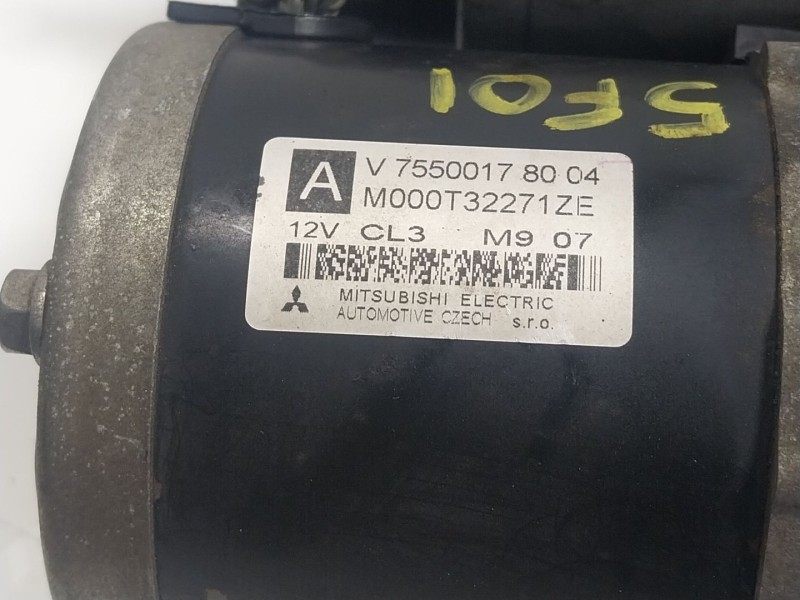 5F01
A
V 7550017 80 04
M000T32271ZE
12V CL3 M9 07
MITSUBISHI ELECTRIC
AUTOMOTIVE CZECH s.r.o.